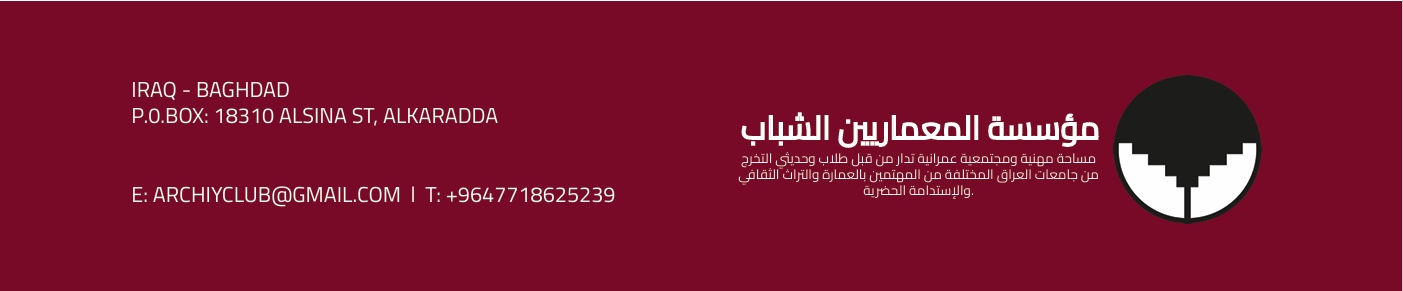 IRAQ - BAGHDAD
P.O.BOX: 18310 ALSINA ST, ALKARADDA
E: ARCHIYCLUB@GMAIL.COM | T: +9647718625239
مؤسسة المعماريين الشباب
مساحة مهنية ومجتمعية عمرانية تدار من قبل طلاب وحديثي التخرج
من جامعات العراق المختلفة من المهتمين بالعمارة والتراث الثقافي
والإستدامة الحضرية.